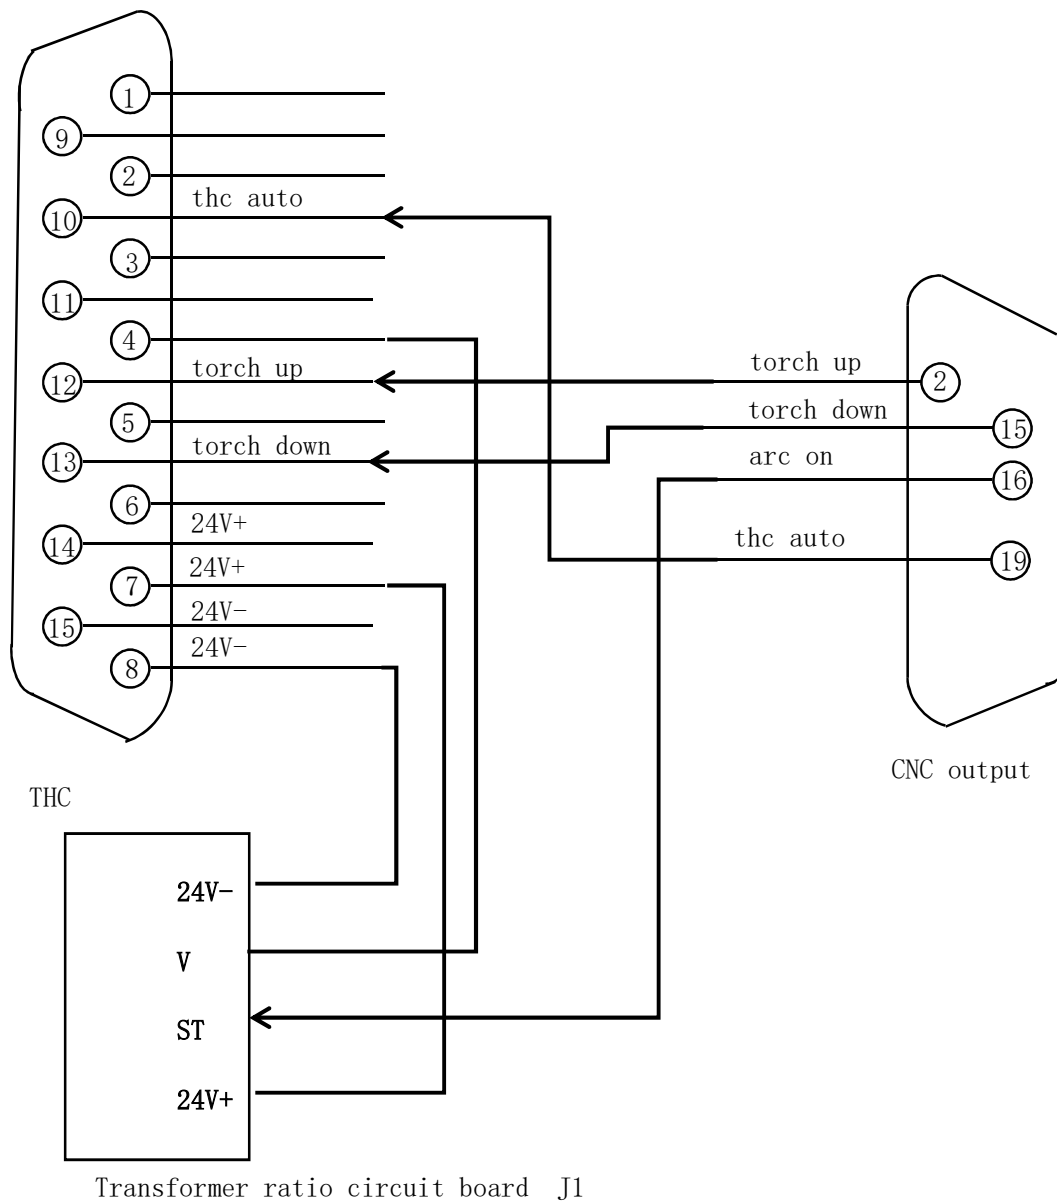 1
9
2
thc auto
10
3
11
4
torch up
12
5
torch down
13
6
24V+
14
24V+
7
24V-
15
24V-
8
THC
torch up
2
torch down
15
arc on
16
thc auto
19
CNC output
24V-
V
ST
24V+
Transformer ratio circuit board J1